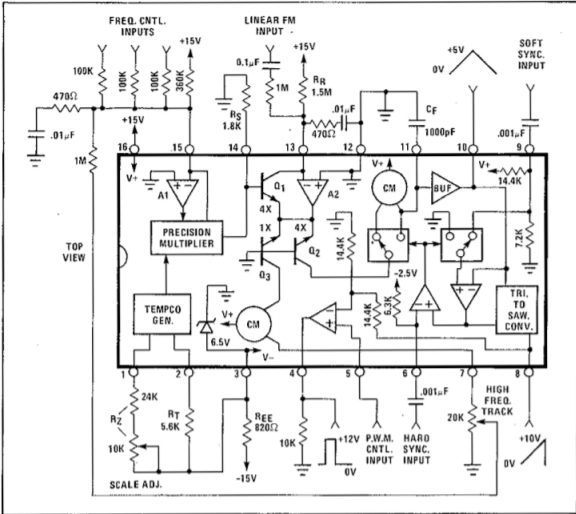 FREQ. CNTL. INPUTS
LINEAR FM INPUT
+15V
100K
100K
100K
360K
+15V
0.1µF
1M
RR 1.5M
RS 1.8K
470Ω
.01µF
+15V
1M
470Ω
.01µF
CF
1000pF
+5V
0V
SOFT SYNC. INPUT
.001µF
16
15
14
13
12
11
10
9
V+
A1
Q1
4X
A2
V+
CM
BUF
V+
14.4K
7.2K
PRECISION MULTIPLIER
1X
4X
Q2
Q3
14.4K
TOP VIEW
-2.5V
6.3K
14.4K
TEMPCO GEN.
V+
CM
6.5V
V-
TRI. TO SAW. CONV.
1
2
3
4
5
6
7
8
24K
RZ
10K
RT 5.6K
REE 820Ω
-15V
10K
+12V
0V
P.W.M. CNTL INPUT
.001µF
HARD SYNC. INPUT
HIGH FREQ. TRACK
20K
+10V
0V
SCALE ADJ.